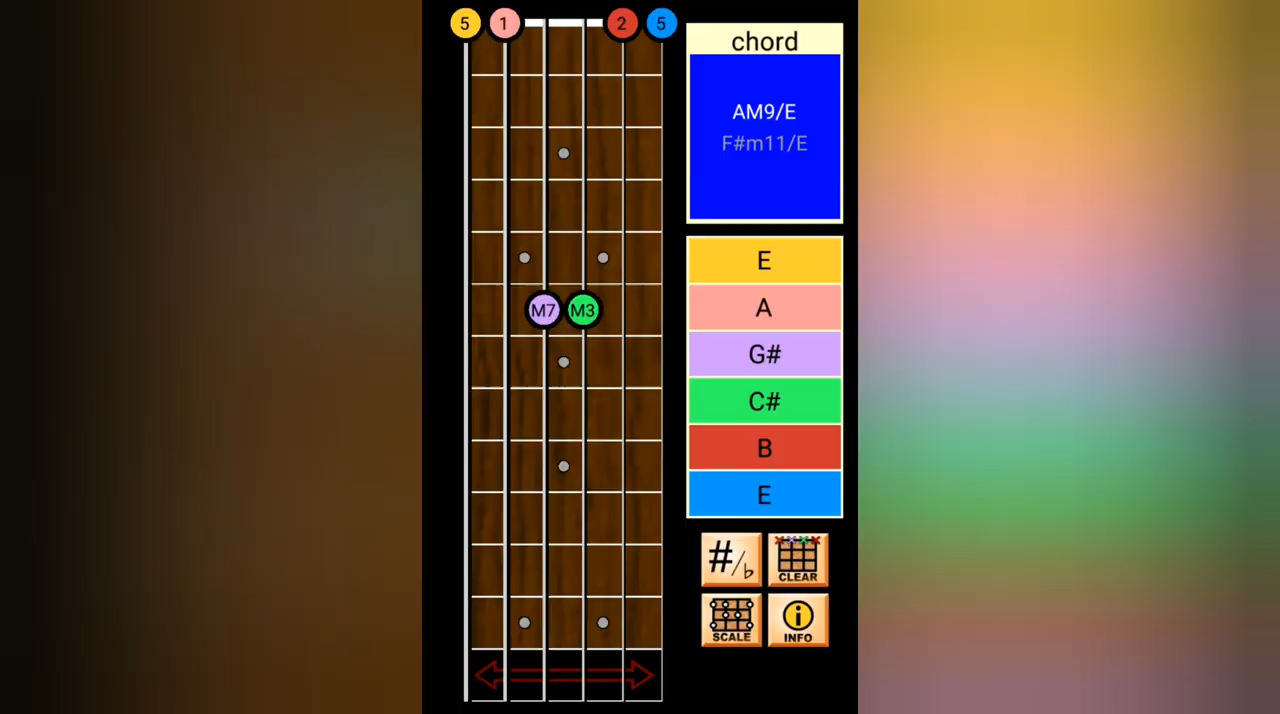 5 1 2 5
M7 M3
chord
AM9/E
F#m11/E
E
A
G#
C#
B
E
#/♭
CLEAR
SCALE
INFO